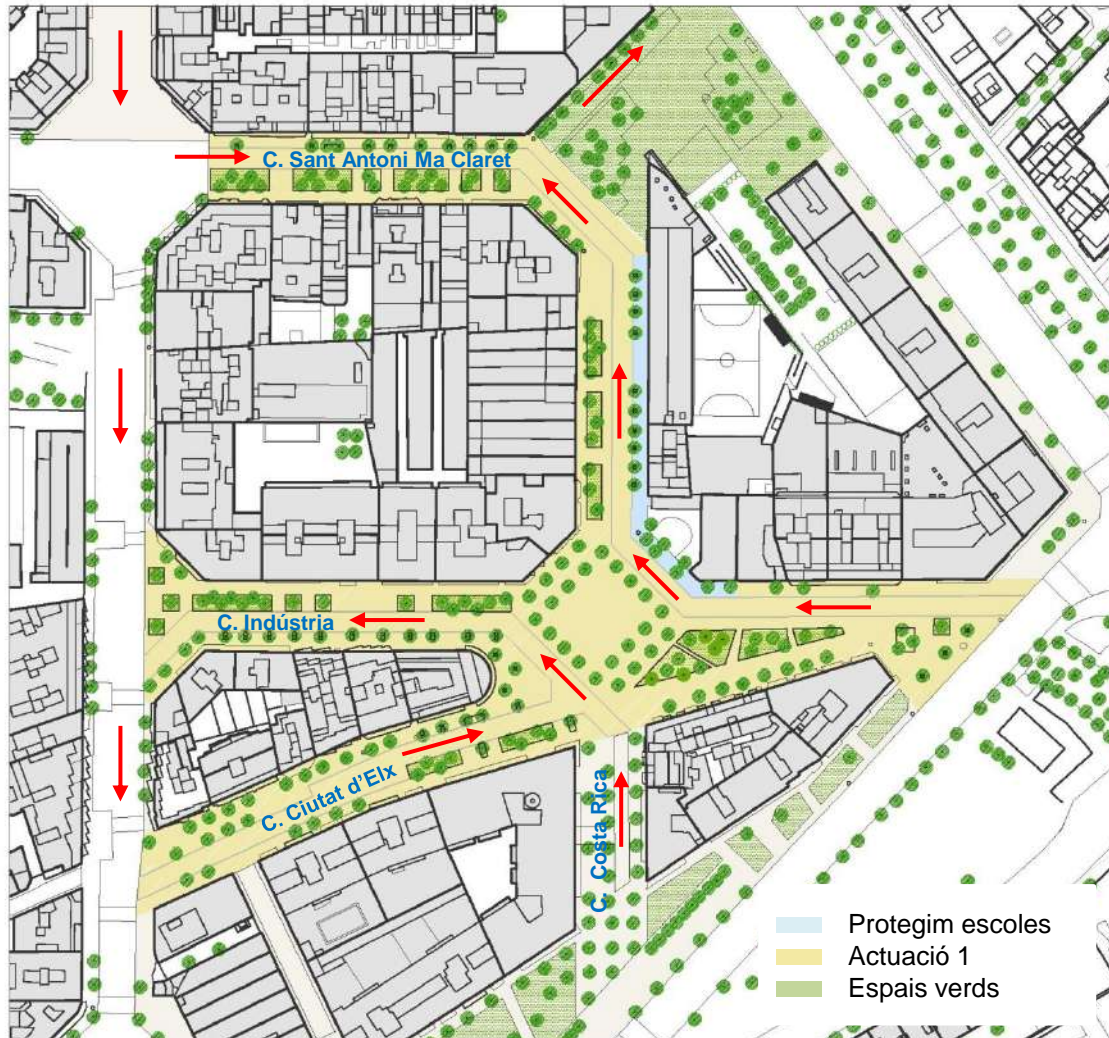 C. Sant Antoni Ma Claret
C. Indústria
C. Ciutat d'Elx
C. Costa Rica
Protegim escoles
Actuació 1
Espais verds